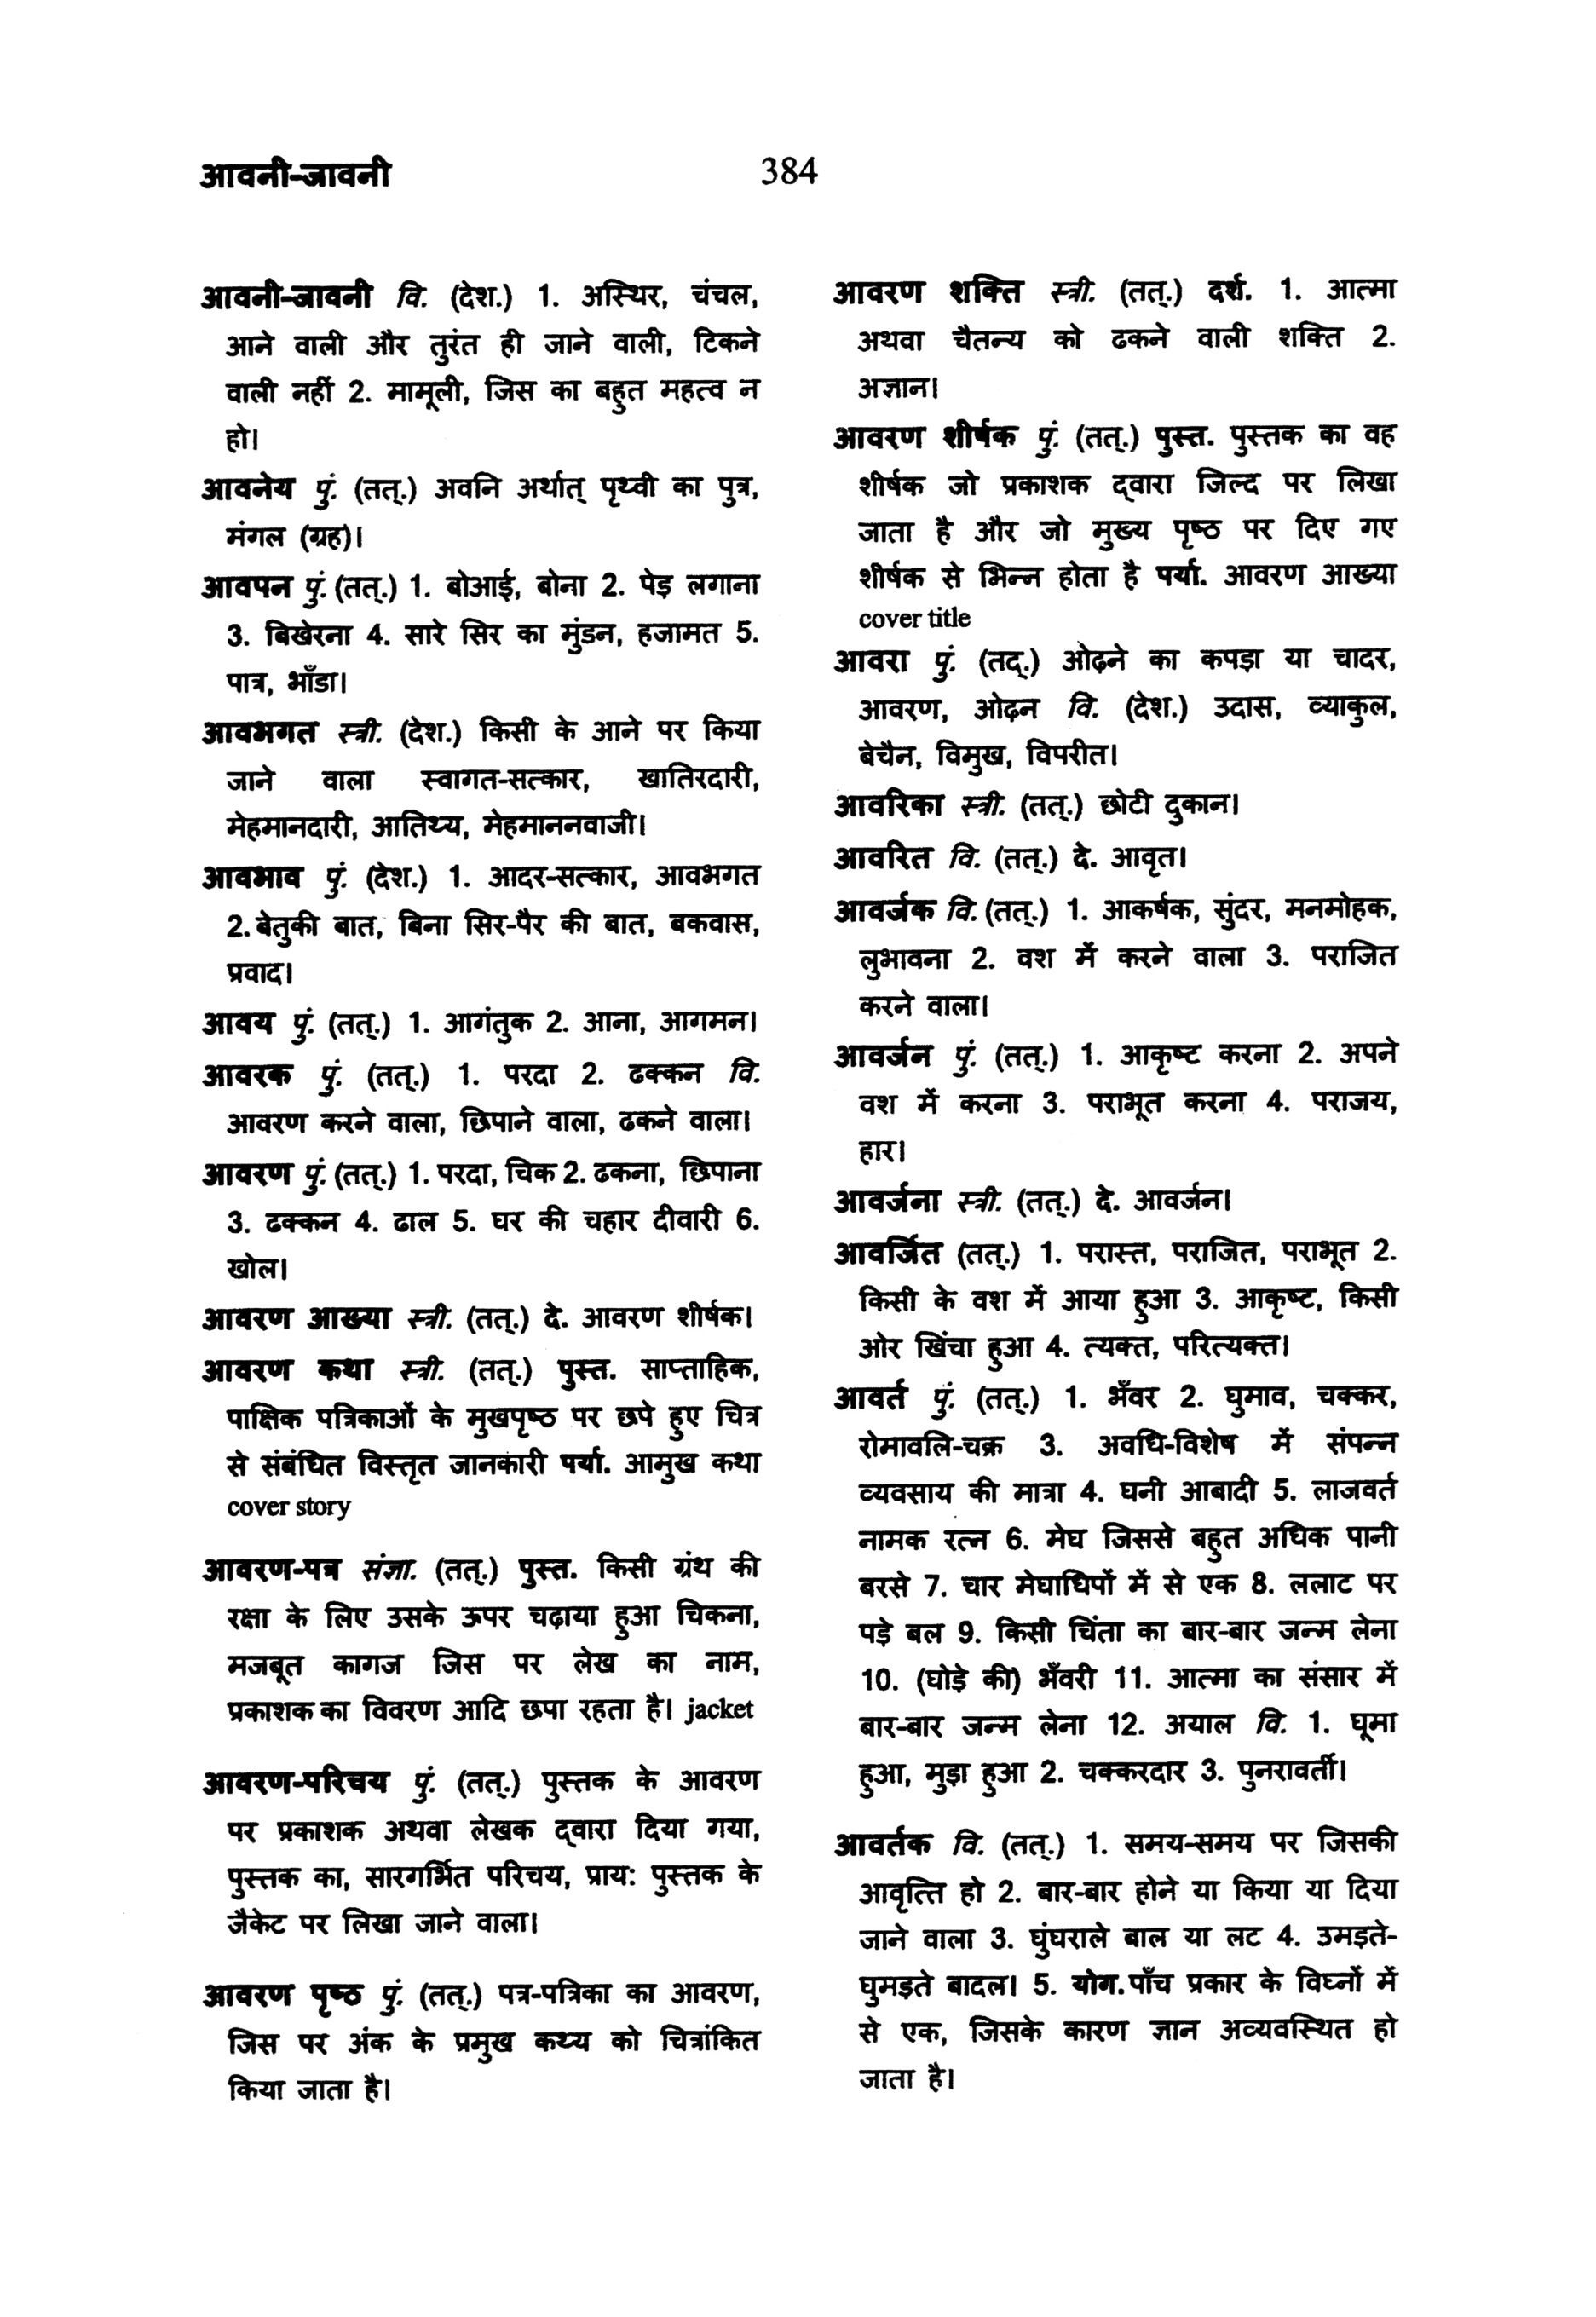 आवनी-जावनी
384
आवनी-जावनी वि. (देश.) 1. अस्थिर, चंचल,
आने वाली और तुरंत ही जाने वाली, टिकने
वाली नहीं 2. मामूली, जिस का बहुत महत्व न
हो।
आवनेय पुं. (तत्.) अवनि अर्थात् पृथ्वी का पुत्र,
मंगल (ग्रह)।
आवपन पुं. (तत्.) 1. बोआई, बोना 2. पेड़ लगाना
3. बिखेरना 4. सारे सिर का मुंडन, हजामत 5.
पात्र, भाँडा।
आवभगत स्त्री. (देश.) किसी के आने पर किया
जाने वाला स्वागत-सत्कार, खातिरदारी,
मेहमानदारी, आतिथ्य, मेहमाननवाजी।
आवभाव पुं. (देश.) 1. आदर-सत्कार, आवभगत
2. बेतुकी बात, बिना सिर-पैर की बात, बकवास,
प्रवाद।
आवय पुं. (तत्.) 1. आगंतुक 2. आना, आगमन।
आवरक पुं. (तत्.) 1. परदा 2. ढक्कन वि.
आवरण करने वाला, छिपाने वाला, ढकने वाला।
आवरण पुं. (तत्.) 1. परदा, चिक 2. ढकना, छिपाना
3. ढक्कन 4. ढाल 5. घर की चहार दीवारी 6.
खोल।
आवरण आख्या स्त्री. (तत्.) दे. आवरण शीर्षक।
आवरण कथा स्त्री. (तत्.) पुस्त. साप्ताहिक,
पाक्षिक पत्रिकाओं के मुखपृष्ठ पर छपे हुए चित्र
से संबंधित विस्तृत जानकारी पर्या. आमुख कथा
cover story
आवरण-पत्र संज्ञा. (तत्.) पुस्त. किसी ग्रंथ की
रक्षा के लिए उसके ऊपर चढ़ाया हुआ चिकना,
मजबूत कागज जिस पर लेख का नाम,
प्रकाशक का विवरण आदि छपा रहता है। jacket
आवरण-परिचय पुं. (तत्.) पुस्तक के आवरण
पर प्रकाशक अथवा लेखक द्वारा दिया गया,
पुस्तक का, सारगर्भित परिचय, प्राय: पुस्तक के
जैकेट पर लिखा जाने वाला।
आवरण पृष्ठ पुं. (तत्.) पत्र-पत्रिका का आवरण,
जिस पर अंक के प्रमुख कथ्य को चित्रांकित
किया जाता है।
आवरण शक्ति स्त्री. (तत्.) दर्श. 1. आत्मा
अथवा चैतन्य को ढकने वाली शक्ति 2.
अज्ञान।
आवरण शीर्षक पुं. (तत्.) पुस्त. पुस्तक का वह
शीर्षक जो प्रकाशक द्वारा जिल्द पर लिखा
जाता है और जो मुख्य पृष्ठ पर दिए गए
शीर्षक से भिन्न होता है पर्या. आवरण आख्या
cover title
आवरा पुं. (तद्.) ओढ़ने का कपड़ा या चादर,
आवरण, ओढ़न वि. (देश.) उदास, व्याकुल,
बेचैन, विमुख, विपरीत।
आवरिका स्त्री. (तत्.) छोटी दुकान।
आवरित वि. (तत्.) दे. आवृत।
आवर्जक वि. (तत्.) 1. आकर्षक, सुंदर, मनमोहक,
लुभावना 2. वश में करने वाला 3. पराजित
करने वाला।
आवर्जन पुं. (तत्.) 1. आकृष्ट करना 2. अपने
वश में करना 3. पराभूत करना 4. पराजय,
हार।
आवर्जना स्त्री. (तत्.) दे. आवर्जन।
आवर्जित (तत्.) 1. परास्त, पराजित, पराभूत 2.
किसी के वश में आया हुआ 3. आकृष्ट, किसी
ओर खिंचा हुआ 4. त्यक्त, परित्यक्त।
आवर्त पुं. (तत्.) 1. भँवर 2. घुमाव, चक्कर,
रोमावलि-चक्र 3. अवधि-विशेष में संपन्न
व्यवसाय की मात्रा 4. घनी आबादी 5. लाजवर्त
नामक रत्न 6. मेघ जिससे बहुत अधिक पानी
बरसे 7. चार मेघाधिपों में से एक 8. ललाट पर
पड़े बल 9. किसी चिंता का बार-बार जन्म लेना
10. (घोड़े की) भँवरी 11. आत्मा का संसार में
बार-बार जन्म लेना 12. अयाल वि. 1. घूमा
हुआ, मुड़ा हुआ 2. चक्करदार 3. पुनरावर्ती।
आवर्तक वि. (तत्.) 1. समय-समय पर जिसकी
आवृत्ति हो 2. बार-बार होने या किया या दिया
जाने वाला 3. घुंघराले बाल या लट 4. उमड़ते-
घुमड़ते बादल। 5. योग. पाँच प्रकार के विघ्नों में
से एक, जिसके कारण ज्ञान अव्यवस्थित हो
जाता है।